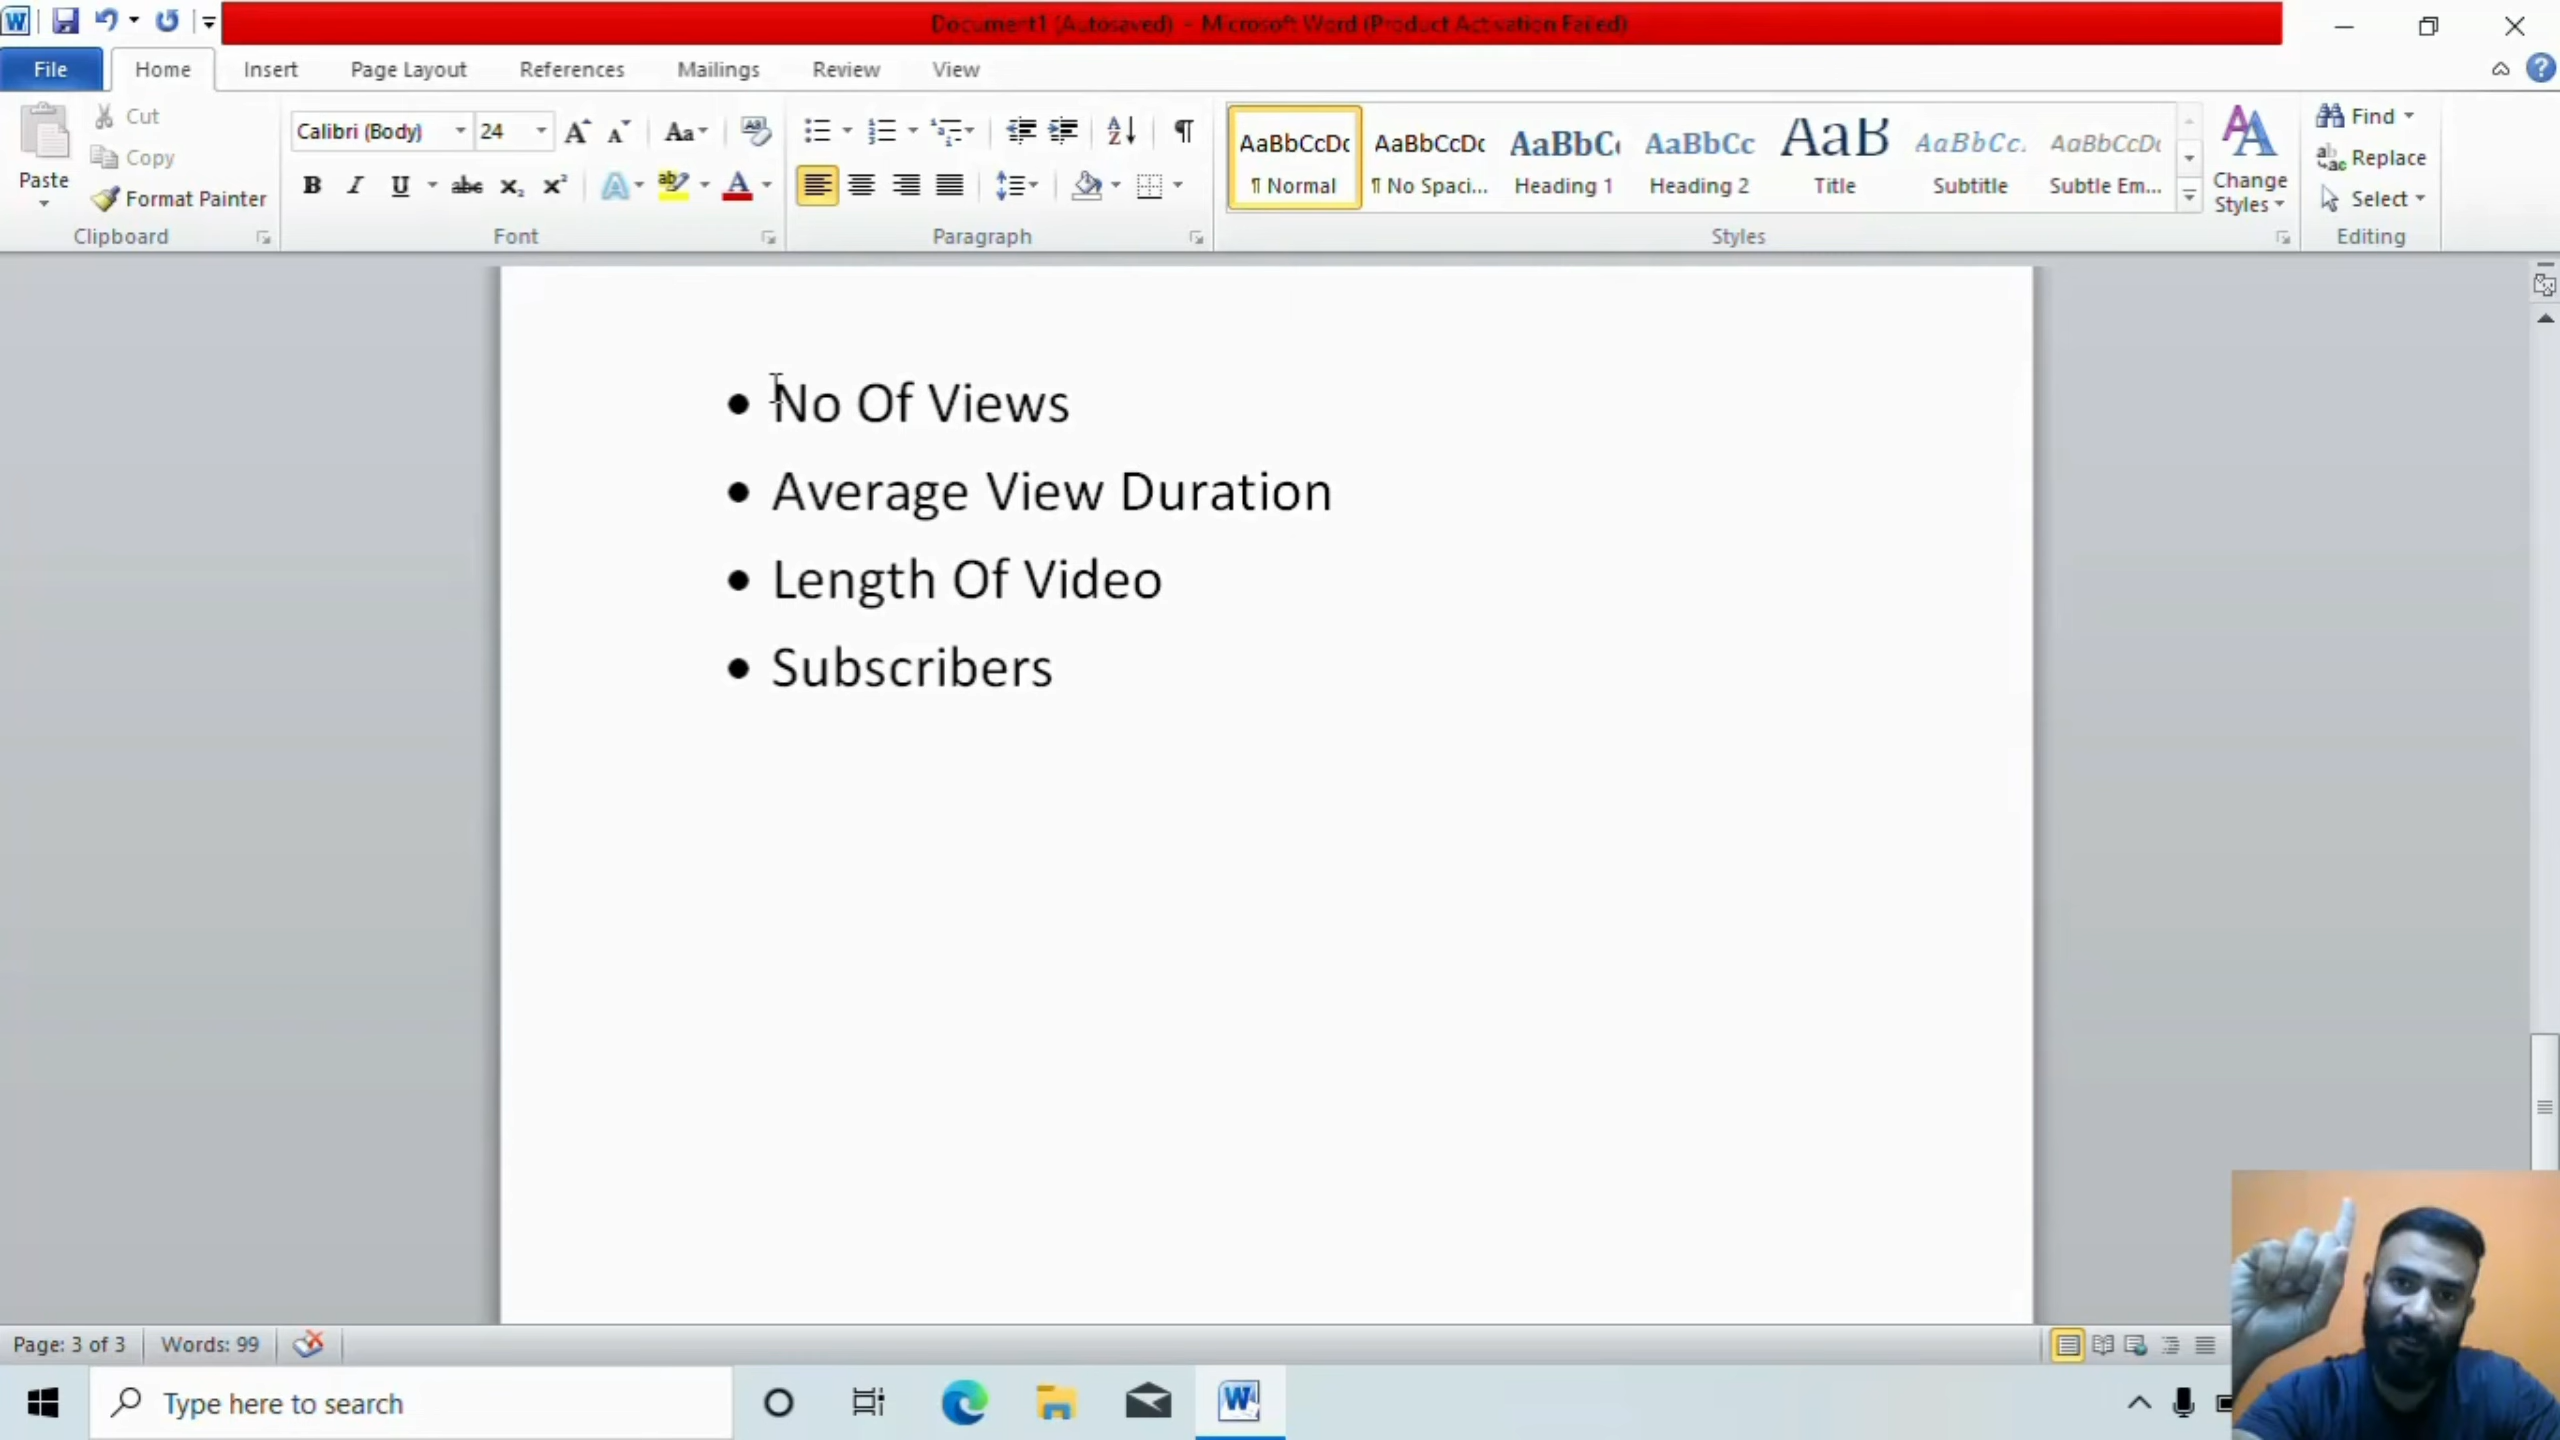 Document1 (Autosaved) - Microsoft Word (Product Activation Failed)
File Home Insert Page Layout References Mailings Review View
Paste
Cut
Copy
Format Painter
Clipboard
Calibri (Body) 24
Font
Paragraph
AaBbCcDc AaBbCcDc AaBbC AaBbCc AaB AaBbCc. AaBbCcDc
¶ Normal ¶ No Spaci... Heading 1 Heading 2 Title Subtitle Subtle Em...
Change
Styles
Styles
Find
Replace
Select
Editing
• No Of Views
• Average View Duration
• Length Of Video
• Subscribers
Page: 3 of 3 Words: 99
Type here to search